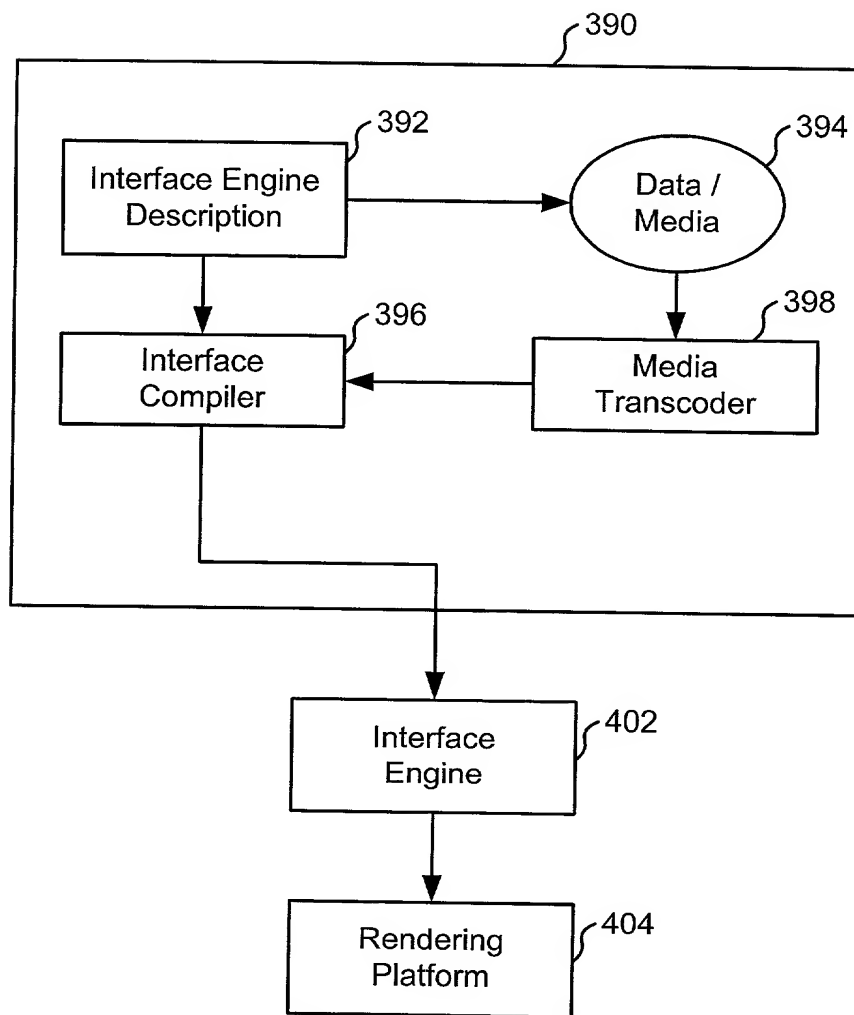 390
392
394
Interface Engine
Description
Data /
Media
396
398
Interface
Compiler
Media
Transcoder
402
Interface
Engine
404
Rendering
Platform